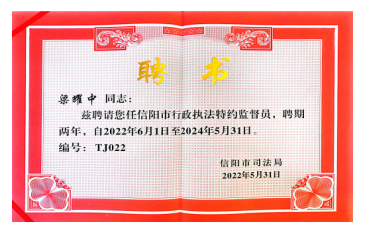 聘书
梁耀中 同志：
兹聘请您任信阳市行政执法特约监督员，聘期
两年，自2022年6月1日至2024年5月31日。
编号：TJ022
信阳市司法局
2022年5月31日